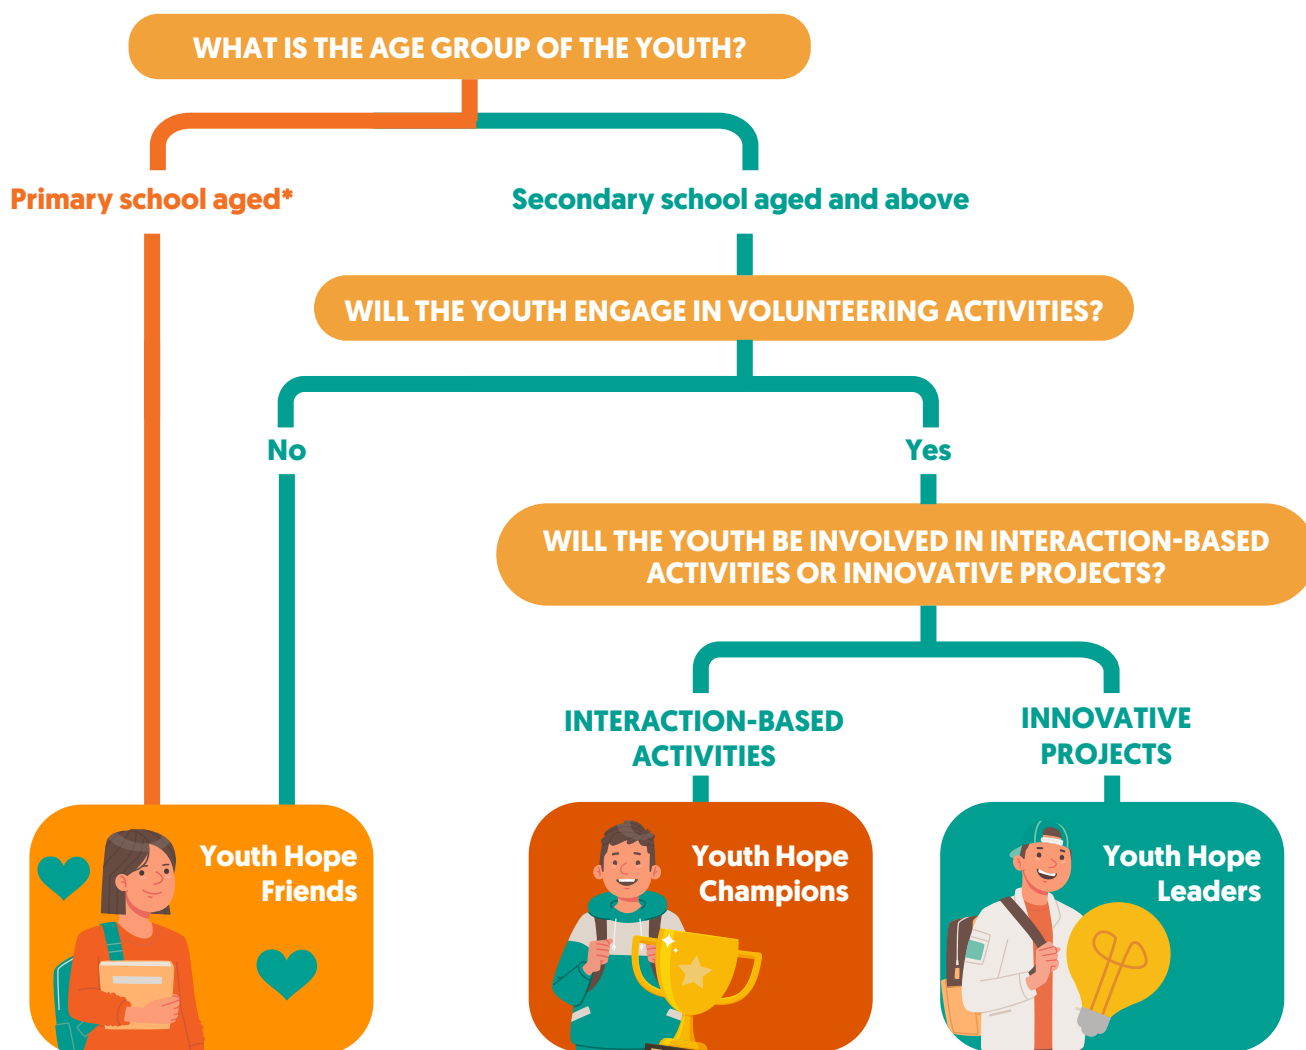 WHAT IS THE AGE GROUP OF THE YOUTH?
Primary school aged*
Secondary school aged and above
WILL THE YOUTH ENGAGE IN VOLUNTEERING ACTIVITIES?
No
Yes
WILL THE YOUTH BE INVOLVED IN INTERACTION-BASED
ACTIVITIES OR INNOVATIVE PROJECTS?
INTERACTION-BASED
ACTIVITIES
INNOVATIVE
PROJECTS
Youth Hope
Friends
Youth Hope
Champions
Youth Hope
Leaders